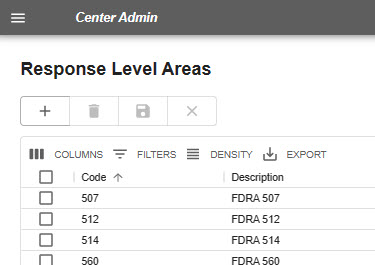 Center Admin
Response Level Areas
COLUMNS FILTERS DENSITY EXPORT
Code Description
507 FDRA 507
512 FDRA 512
514 FDRA 514
560 FDRA 560